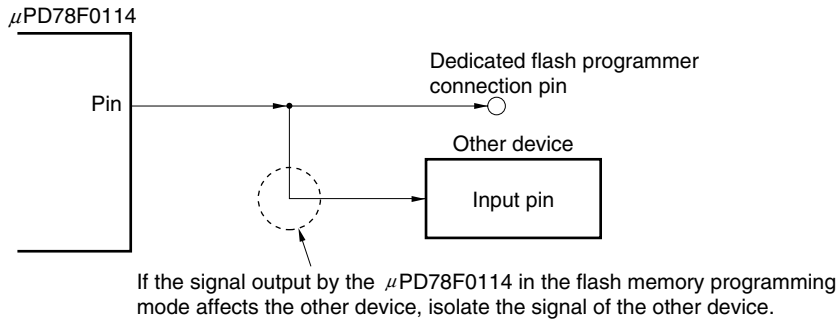 μPD78F0114
Dedicated flash programmer
connection pin
Pin
Other device
Input pin
If the signal output by the μPD78F0114 in the flash memory programming
mode affects the other device, isolate the signal of the other device.